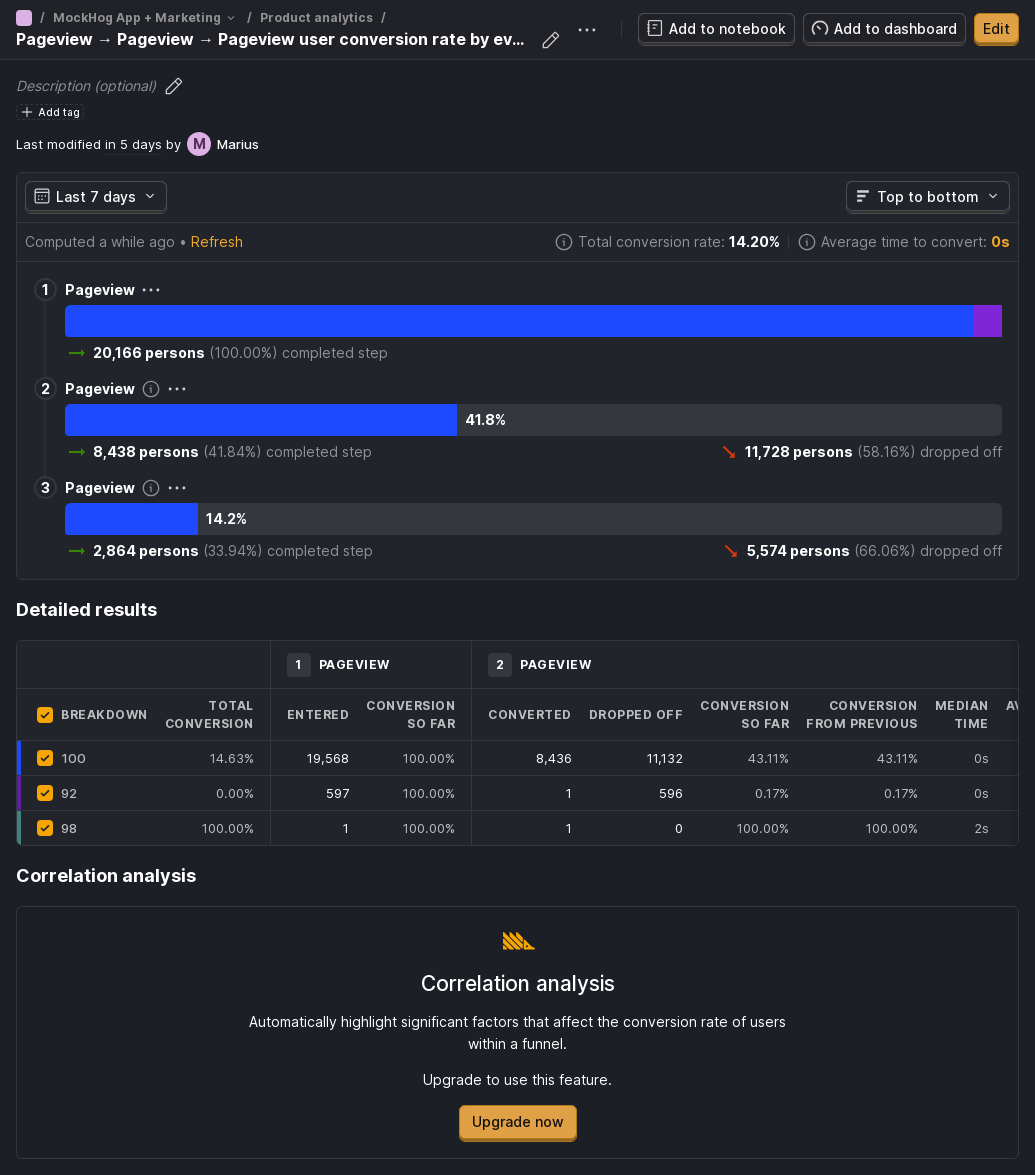 / MockHog App + Marketing / Product analytics /
Pageview → Pageview → Pageview user conversion rate by ev...
Add to notebook
Add to dashboard
Edit
Description (optional)
Add tag
Last modified in 5 days by M Marius
Last 7 days
Top to bottom
Computed a while ago • Refresh
Total conversion rate: 14.20%
Average time to convert: 0s
1 Pageview
20,166 persons (100.00%) completed step
2 Pageview
41.8%
8,438 persons (41.84%) completed step
11,728 persons (58.16%) dropped off
3 Pageview
14.2%
2,864 persons (33.94%) completed step
5,574 persons (66.06%) dropped off
Detailed results
1 PAGEVIEW
2 PAGEVIEW
BREAKDOWN
TOTAL
CONVERSION
ENTERED
CONVERSION
SO FAR
CONVERTED
DROPPED OFF
CONVERSION
SO FAR
CONVERSION
FROM PREVIOUS
MEDIAN
TIME
100 14.63% 19,568 100.00% 8,436 11,132 43.11% 43.11% 0s
92 0.00% 597 100.00% 1 596 0.17% 0.17% 0s
98 100.00% 1 100.00% 1 0 100.00% 100.00% 2s
Correlation analysis
Correlation analysis
Automatically highlight significant factors that affect the conversion rate of users
within a funnel.
Upgrade to use this feature.
Upgrade now